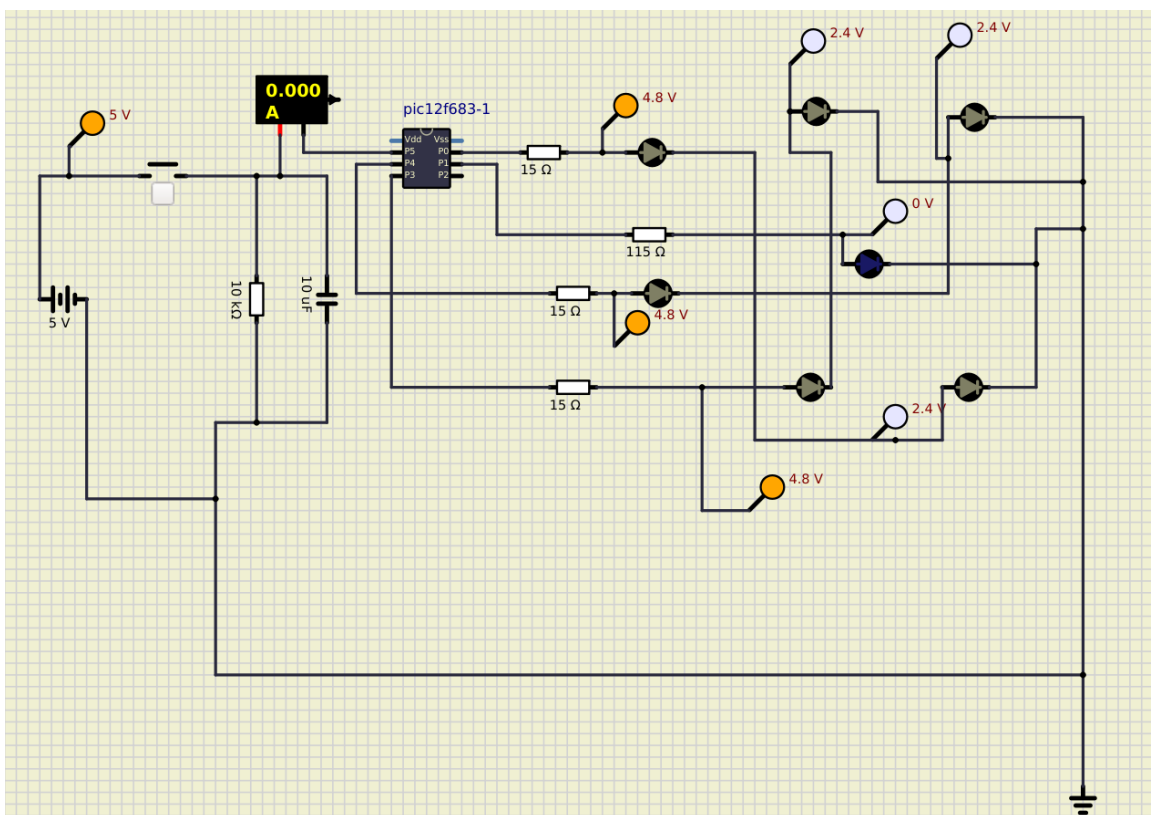 2.4 V
2.4 V
0.000
A
4.8 V
pic12f683-1
5 V
Vdd Vss
P5 P0
P4 P1
P3 P2
15 Ω
0 V
115 Ω
10 kΩ
10 uF
15 Ω
4.8 V
5 V
15 Ω
2.4 V
4.8 V